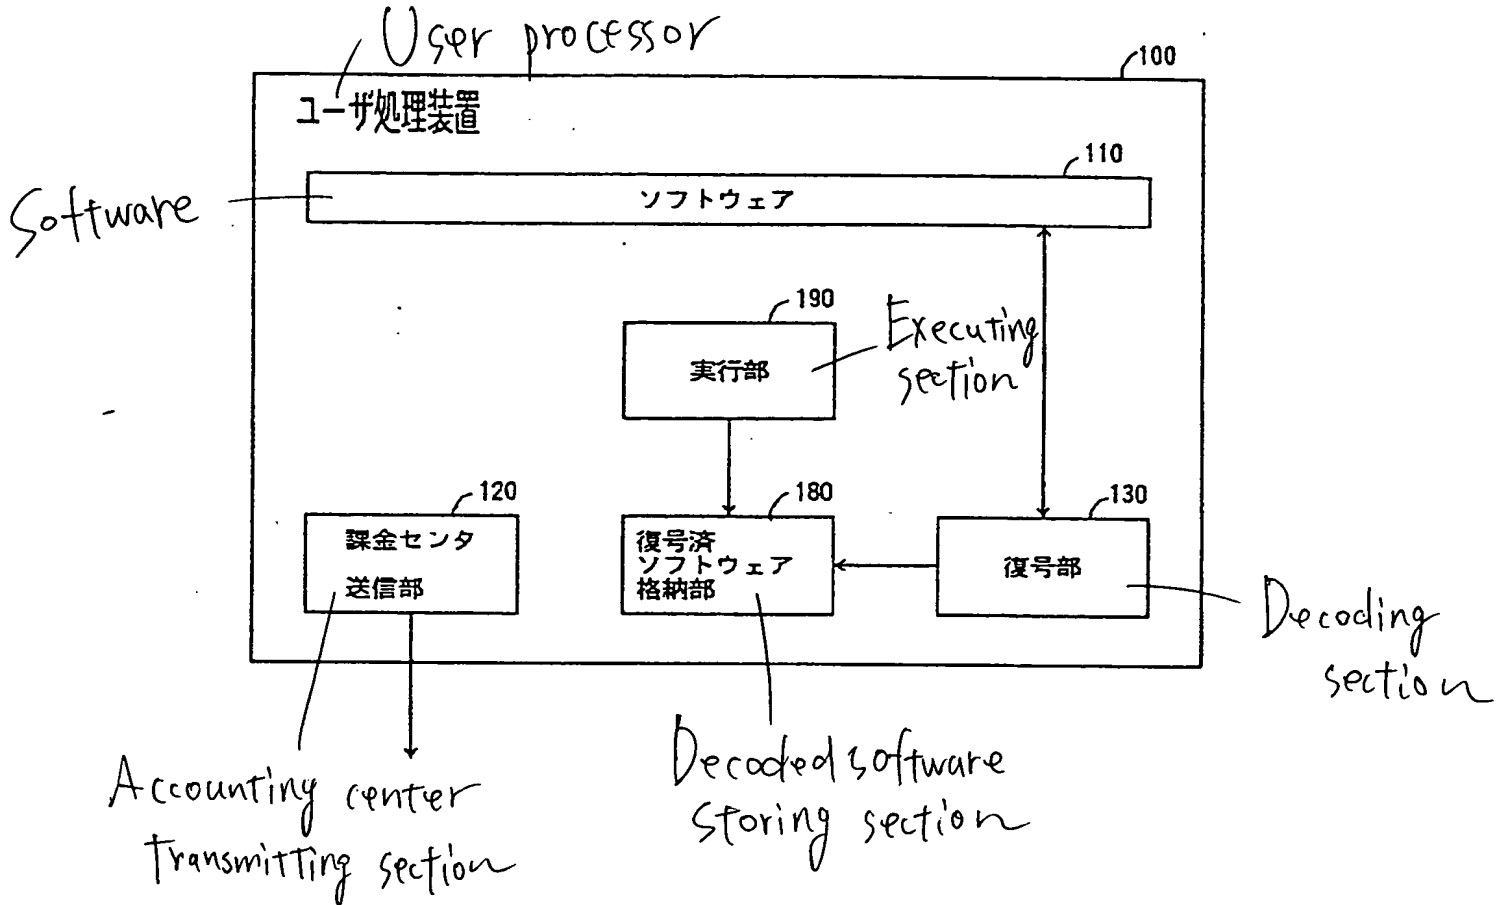 User processor
100
ユーザ処理装置
110
Software
ソフトウェア
190
Executing
section
実行部
120
180
130
課金センタ
送信部
復号済
ソフトウェア
格納部
復号部
Decoding
section
Accounting center
transmitting section
Decoded software
storing section